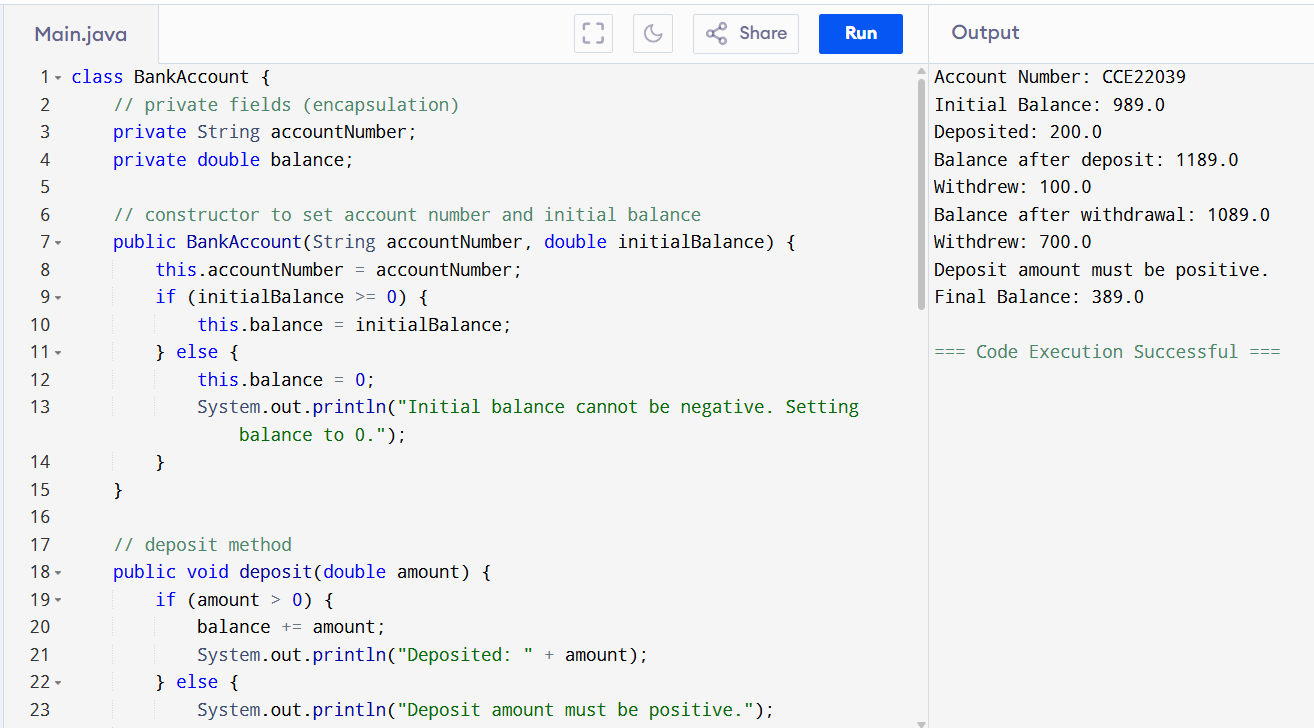 Main.java
Share
Run
Output
1 class BankAccount {
2     // private fields (encapsulation)
3     private String accountNumber;
4     private double balance;
5
6     // constructor to set account number and initial balance
7     public BankAccount(String accountNumber, double initialBalance) {
8         this.accountNumber = accountNumber;
9         if (initialBalance >= 0) {
10             this.balance = initialBalance;
11         } else {
12             this.balance = 0;
13             System.out.println("Initial balance cannot be negative. Setting
balance to 0.");
14         }
15     }
16
17     // deposit method
18     public void deposit(double amount) {
19         if (amount > 0) {
20             balance += amount;
21             System.out.println("Deposited: " + amount);
22         } else {
23             System.out.println("Deposit amount must be positive.");
Account Number: CCE22039
Initial Balance: 989.0
Deposited: 200.0
Balance after deposit: 1189.0
Withdrew: 100.0
Balance after withdrawal: 1089.0
Withdrew: 700.0
Deposit amount must be positive.
Final Balance: 389.0
=== Code Execution Successful ===